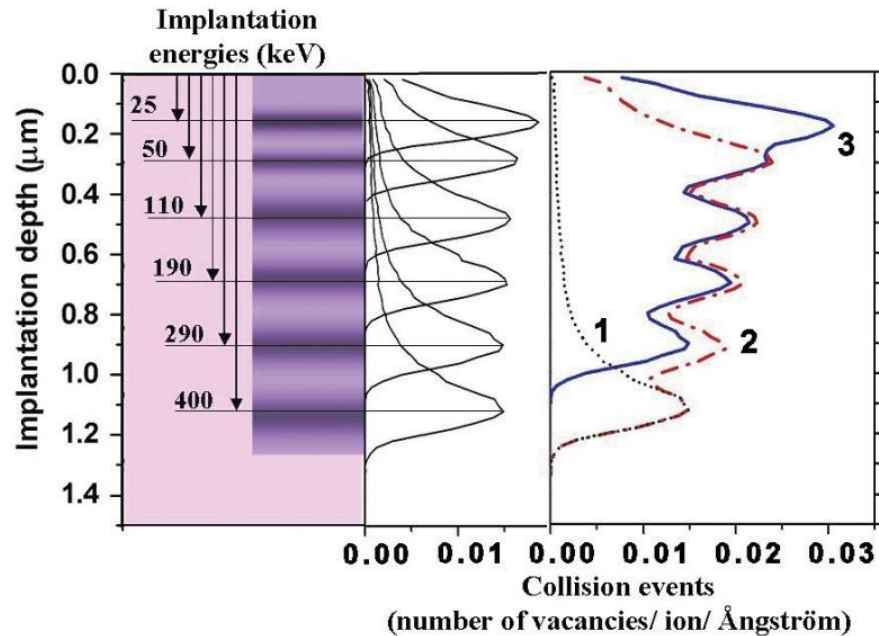 Implantation
energies (keV)
Implantation depth (μm)
0.0
0.2
0.4
0.6
0.8
1.0
1.2
1.4
25
50
110
190
290
400
1
2
3
0.00 0.01 0.00 0.01 0.02 0.03
Collision events
(number of vacancies/ ion/ Ångström)